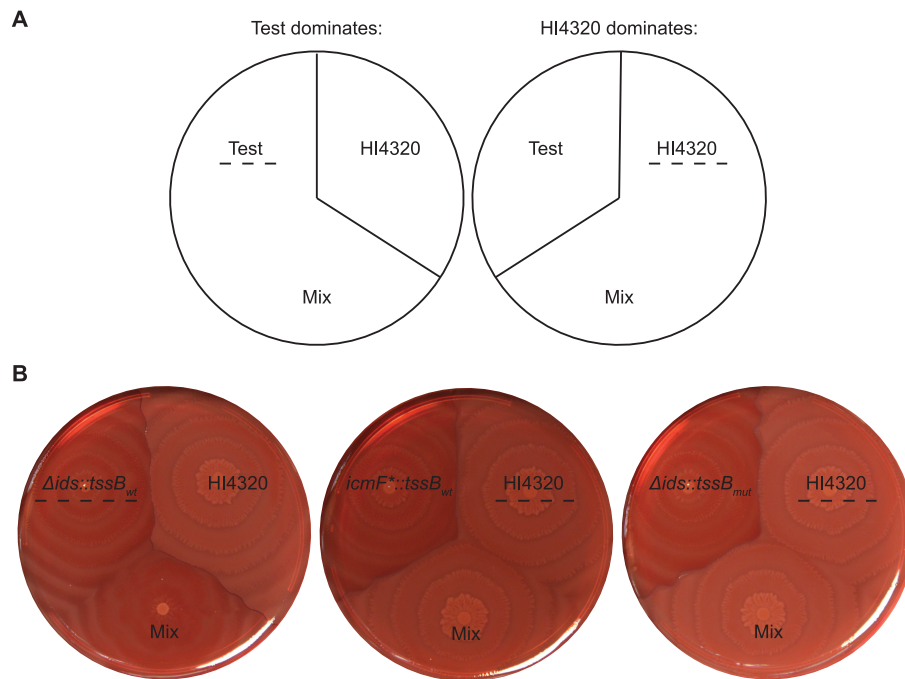 A
Test dominates:
HI4320 dominates:
Test
HI4320
Mix
Test
HI4320
Mix
B
Δids::tssBwt
HI4320
Mix
icmF*::tssBwt
HI4320
Mix
Δids::tssBmut
HI4320
Mix